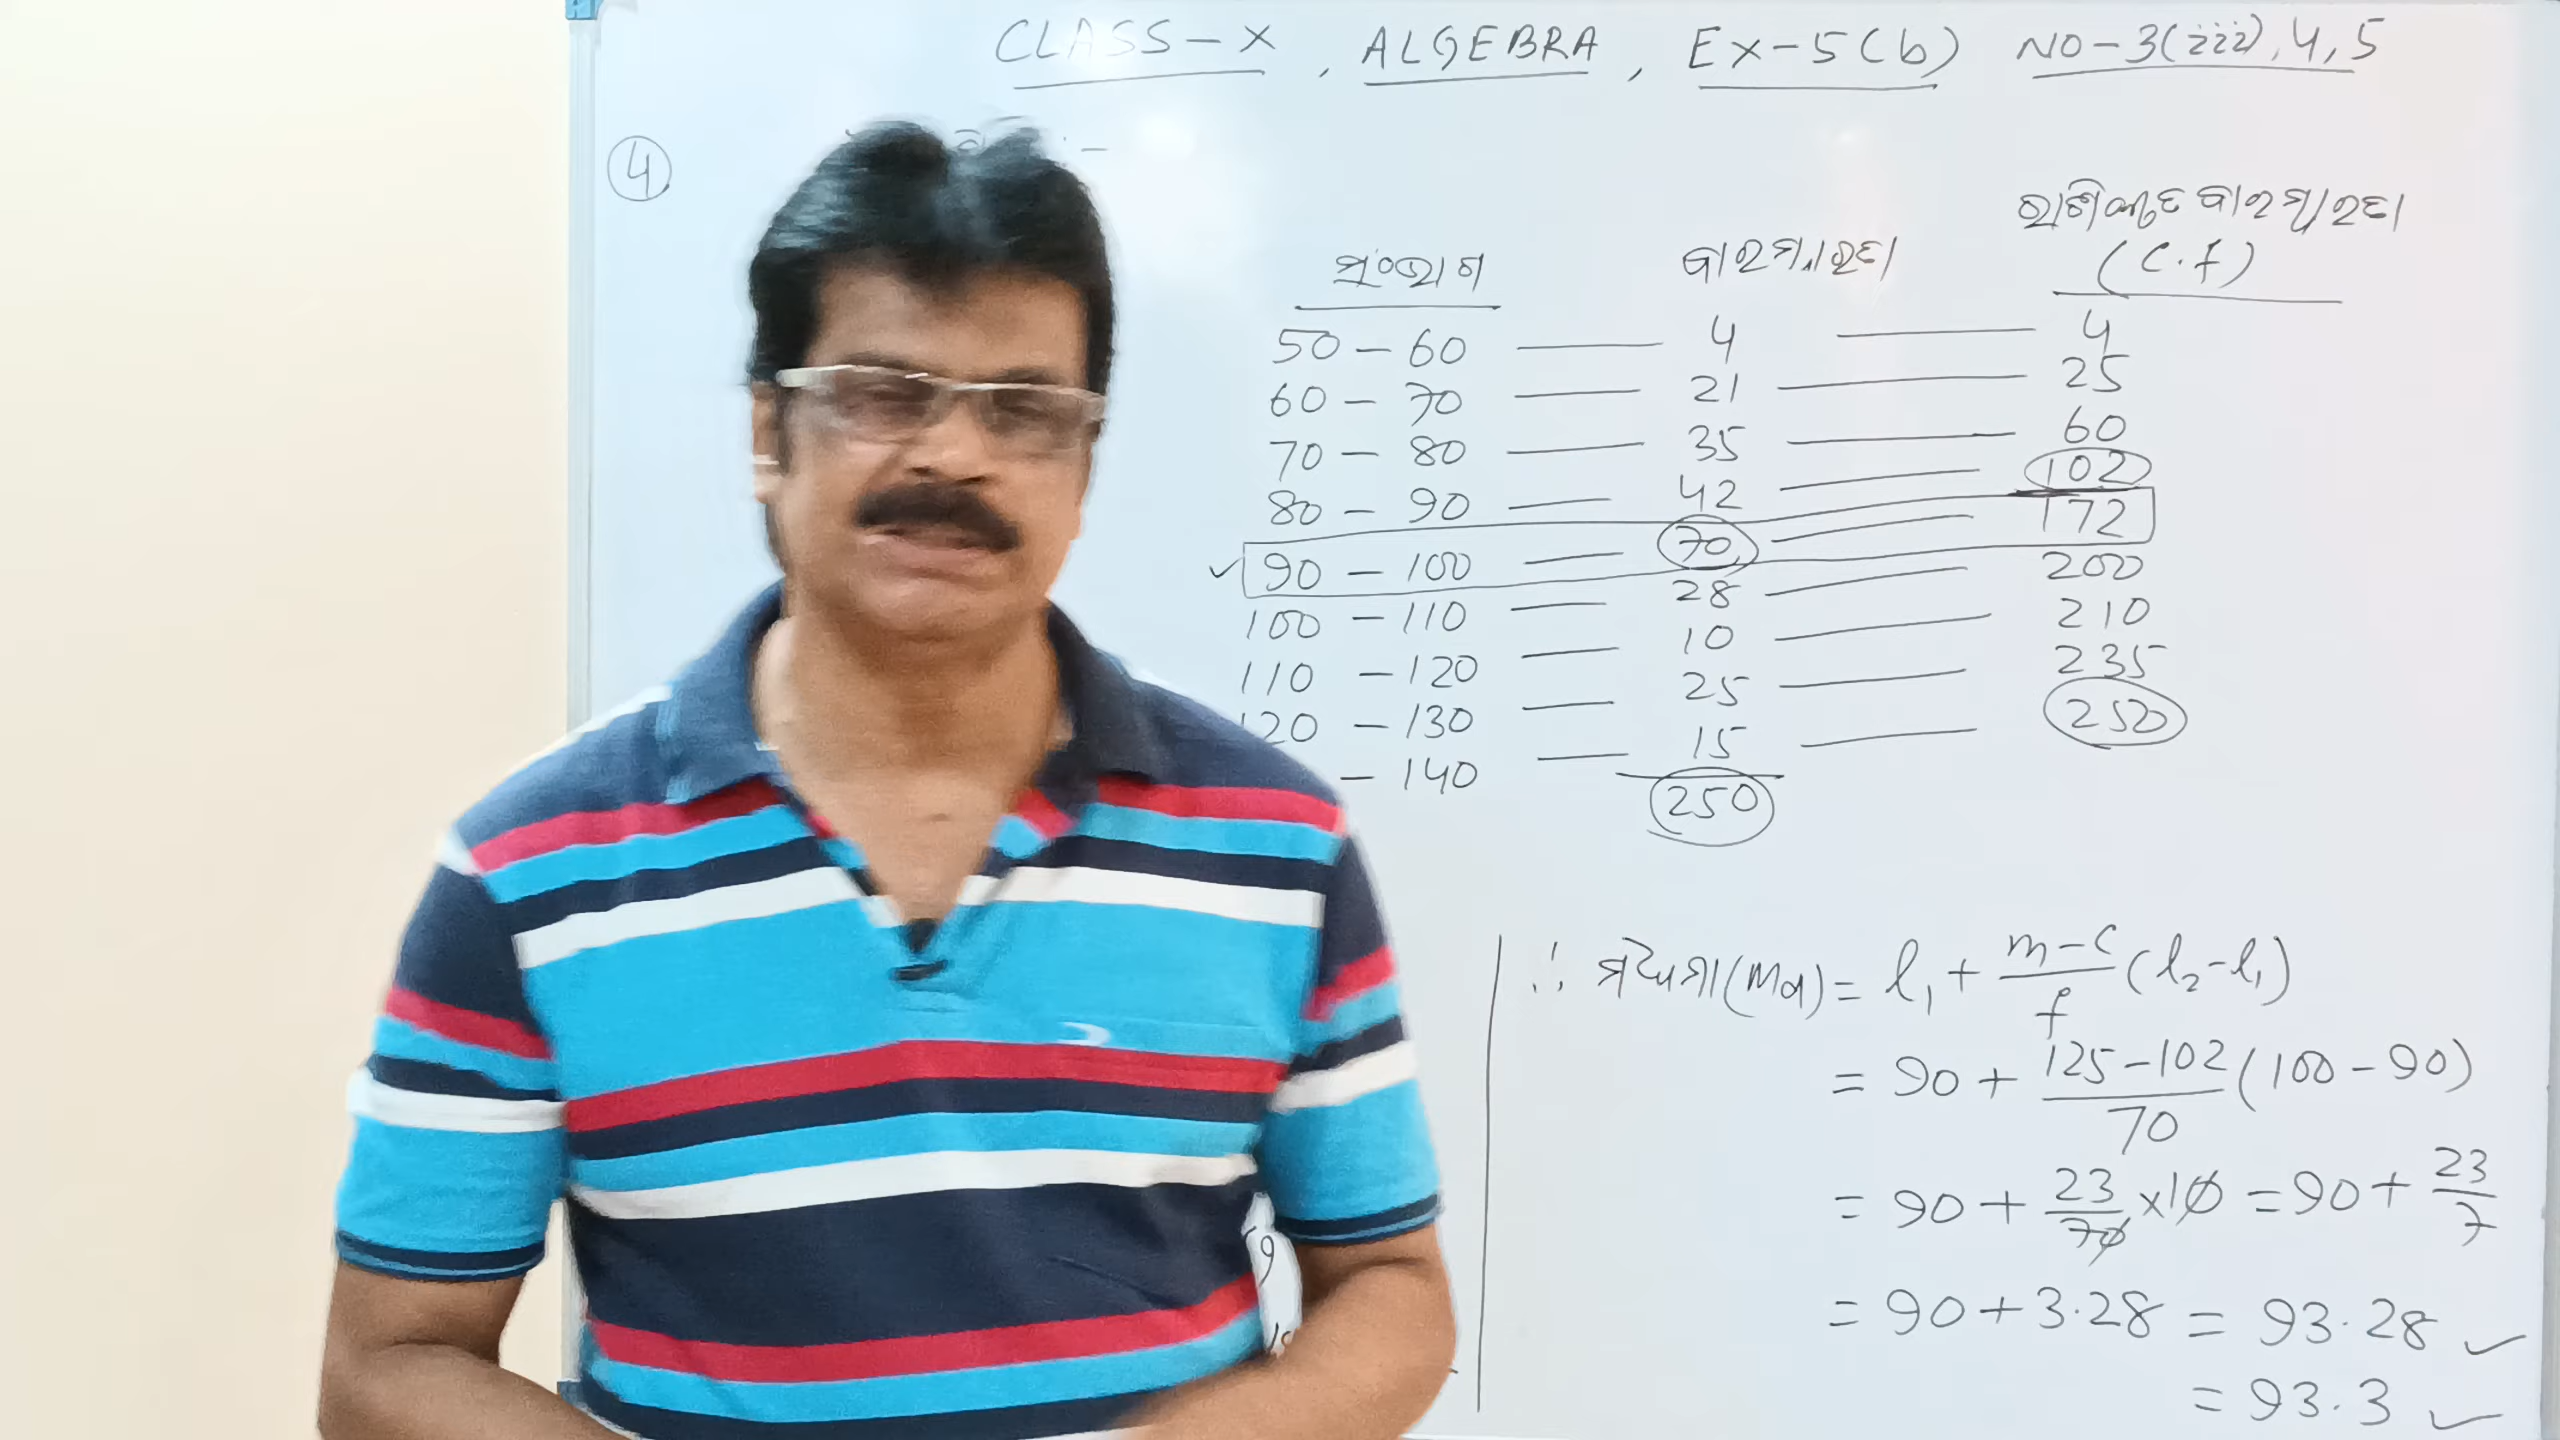 CLASS-X, ALGEBRA, EX-5(b) NO-3(iii), 4, 5
4
ସଂଭାଗ ବାରମ୍ବାରତା ରାଶିକୃତ ବାରମ୍ବାରତା
(C.f)
50 - 60 — 4 — 4
60 - 70 — 21 — 25
70 - 80 — 35 — 60
80 - 90 — 42 — 102
✓ 90 - 100 — 70 — 172
100 - 110 — 28 — 200
110 - 120 — 10 — 210
120 - 130 — 25 — 235
- 140 — 15 — 250
250
∴ ମଧ୍ୟମା (Md) = l₁ + (m-c)/f (l₂-l₁)
= 90 + (125-102)/70 (100-90)
= 90 + 23/70 ×10 = 90 + 23/7
= 90 + 3.28 = 93.28 ✓
= 93.3 ✓